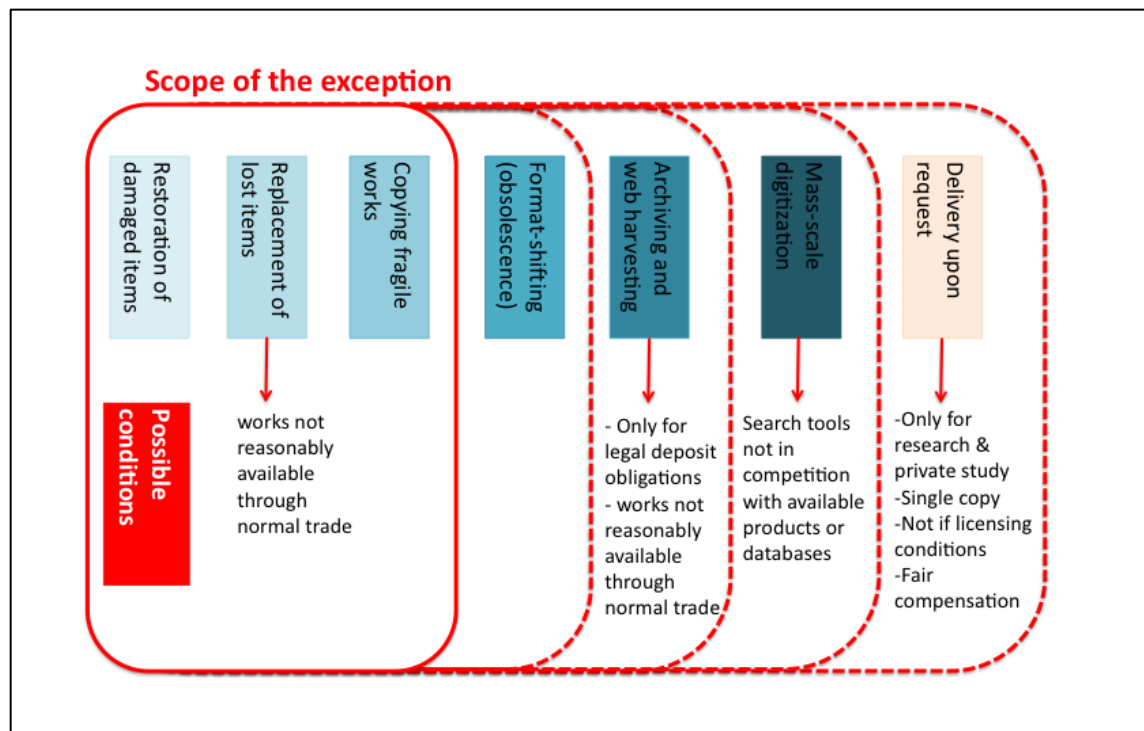 Scope of the exception
Restoration of
damaged items
Replacement of
lost items
Copying fragile
works
Format-shifting
(obsolescence)
Archiving and
web harvesting
Mass-scale
digitization
Delivery upon
request
Possible
conditions
works not
reasonably
available
through
normal trade
- Only for
legal deposit
obligations
- works not
reasonably
available
through
normal trade
Search tools
not in
competition
with available
products or
databases
-Only for
research &
private study
-Single copy
-Not if licensing
conditions
-Fair
compensation